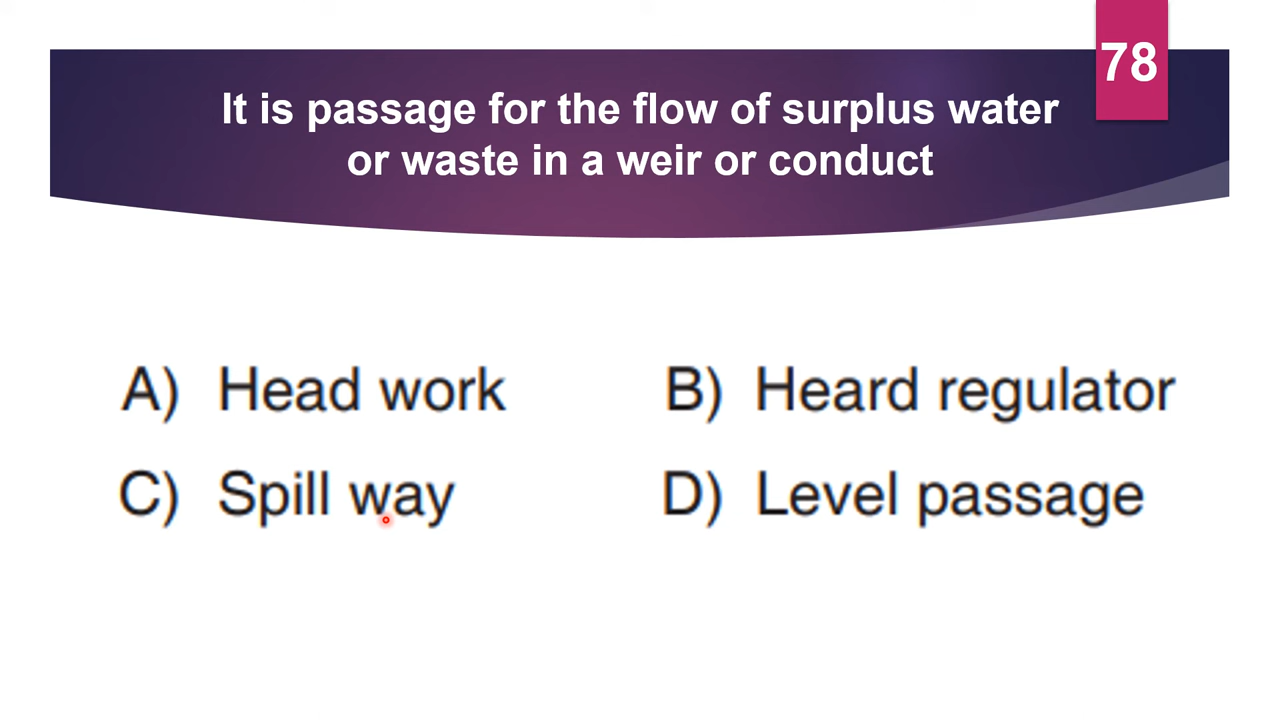 78
It is passage for the flow of surplus water
or waste in a weir or conduct
A) Head work
B) Heard regulator
C) Spill way
D) Level passage